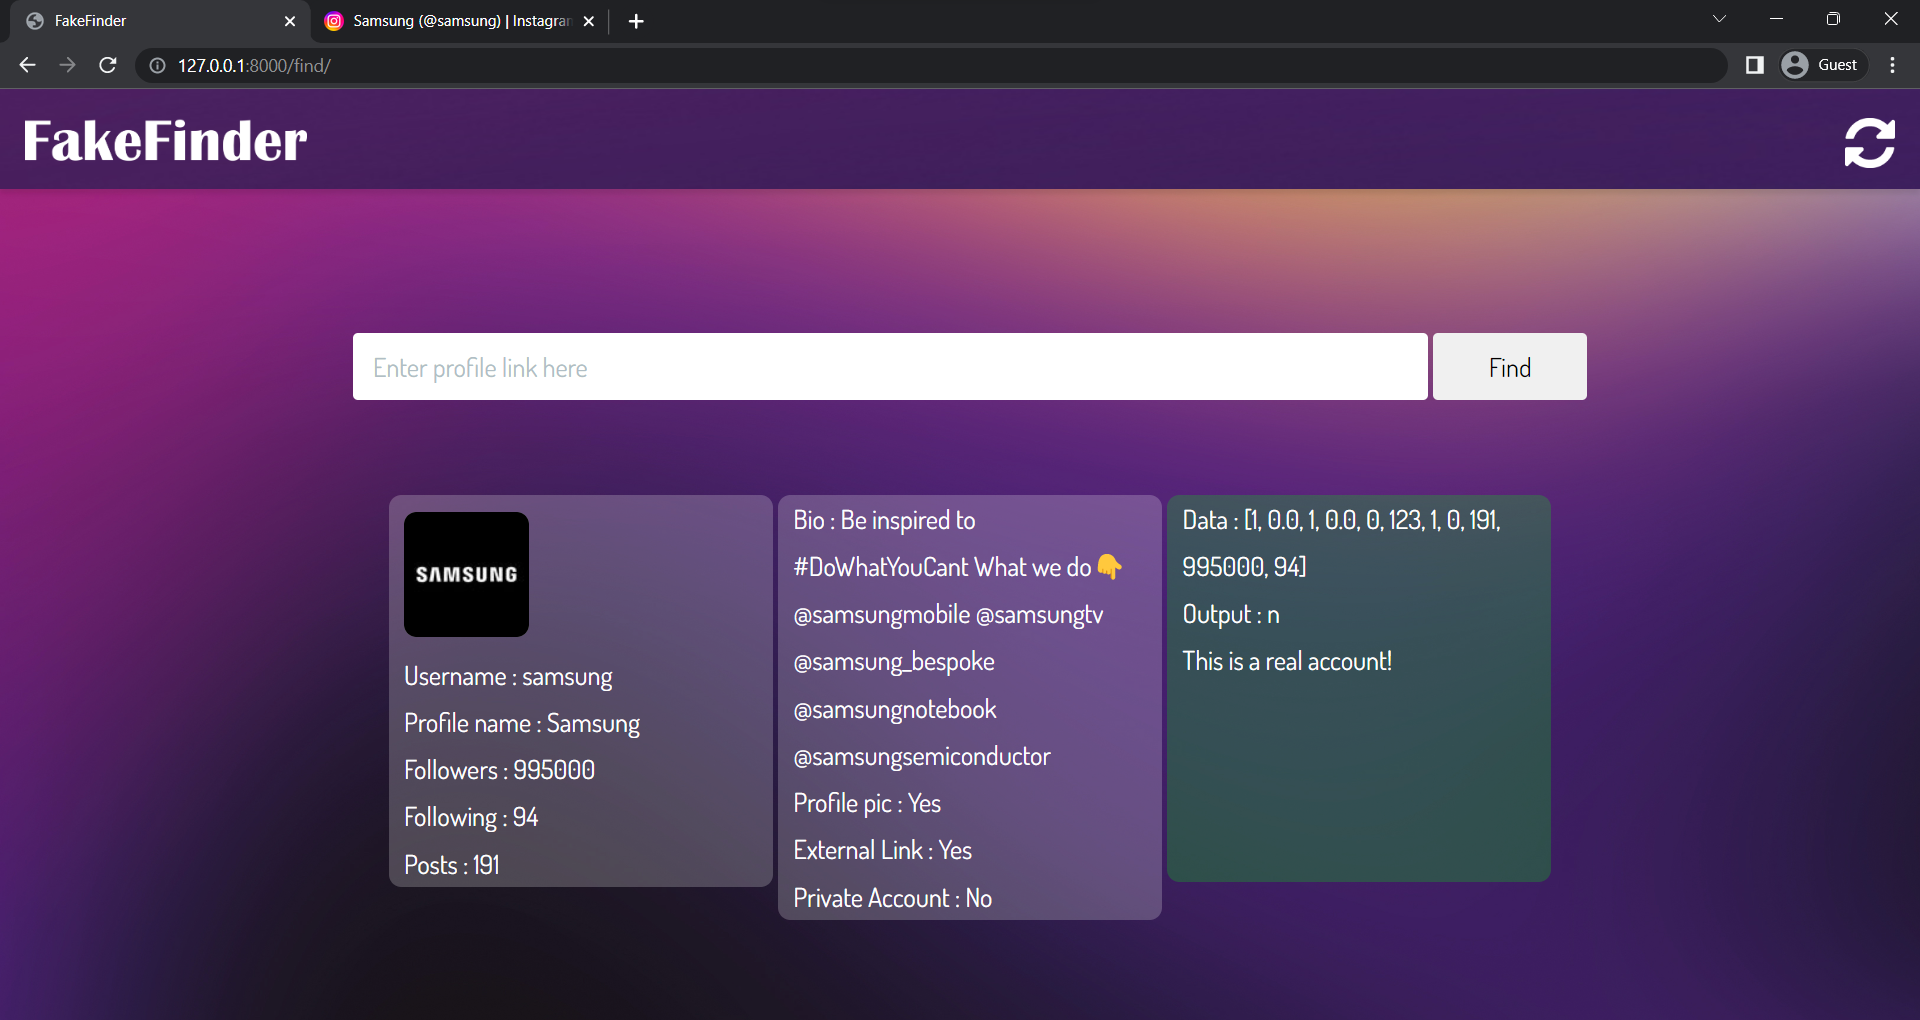 FakeFinder
Samsung (@samsung) | Instagram
127.0.0.1:8000/find/
Guest
FakeFinder
Enter profile link here
Find
SAMSUNG
Username : samsung
Profile name : Samsung
Followers : 995000
Following : 94
Posts : 191
Bio : Be inspired to
#DoWhatYouCant What we do 👇
@samsungmobile @samsungtv
@samsung_bespoke
@samsungnotebook
@samsungsemiconductor
Profile pic : Yes
External Link : Yes
Private Account : No
Data : [1, 0.0, 1, 0.0, 0, 123, 1, 0, 191,
995000, 94]
Output : n
This is a real account!